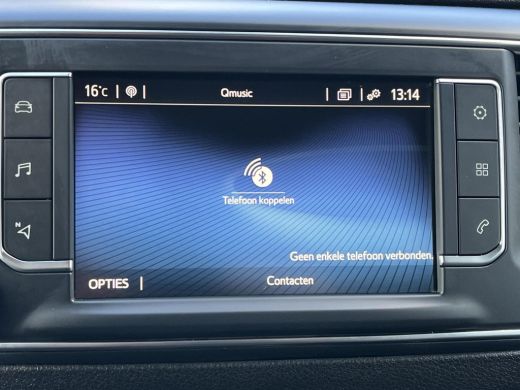 16°C Qmusic 13:14
Telefoon koppelen
Geen enkele telefoon verbonden.
OPTIES Contacten
N